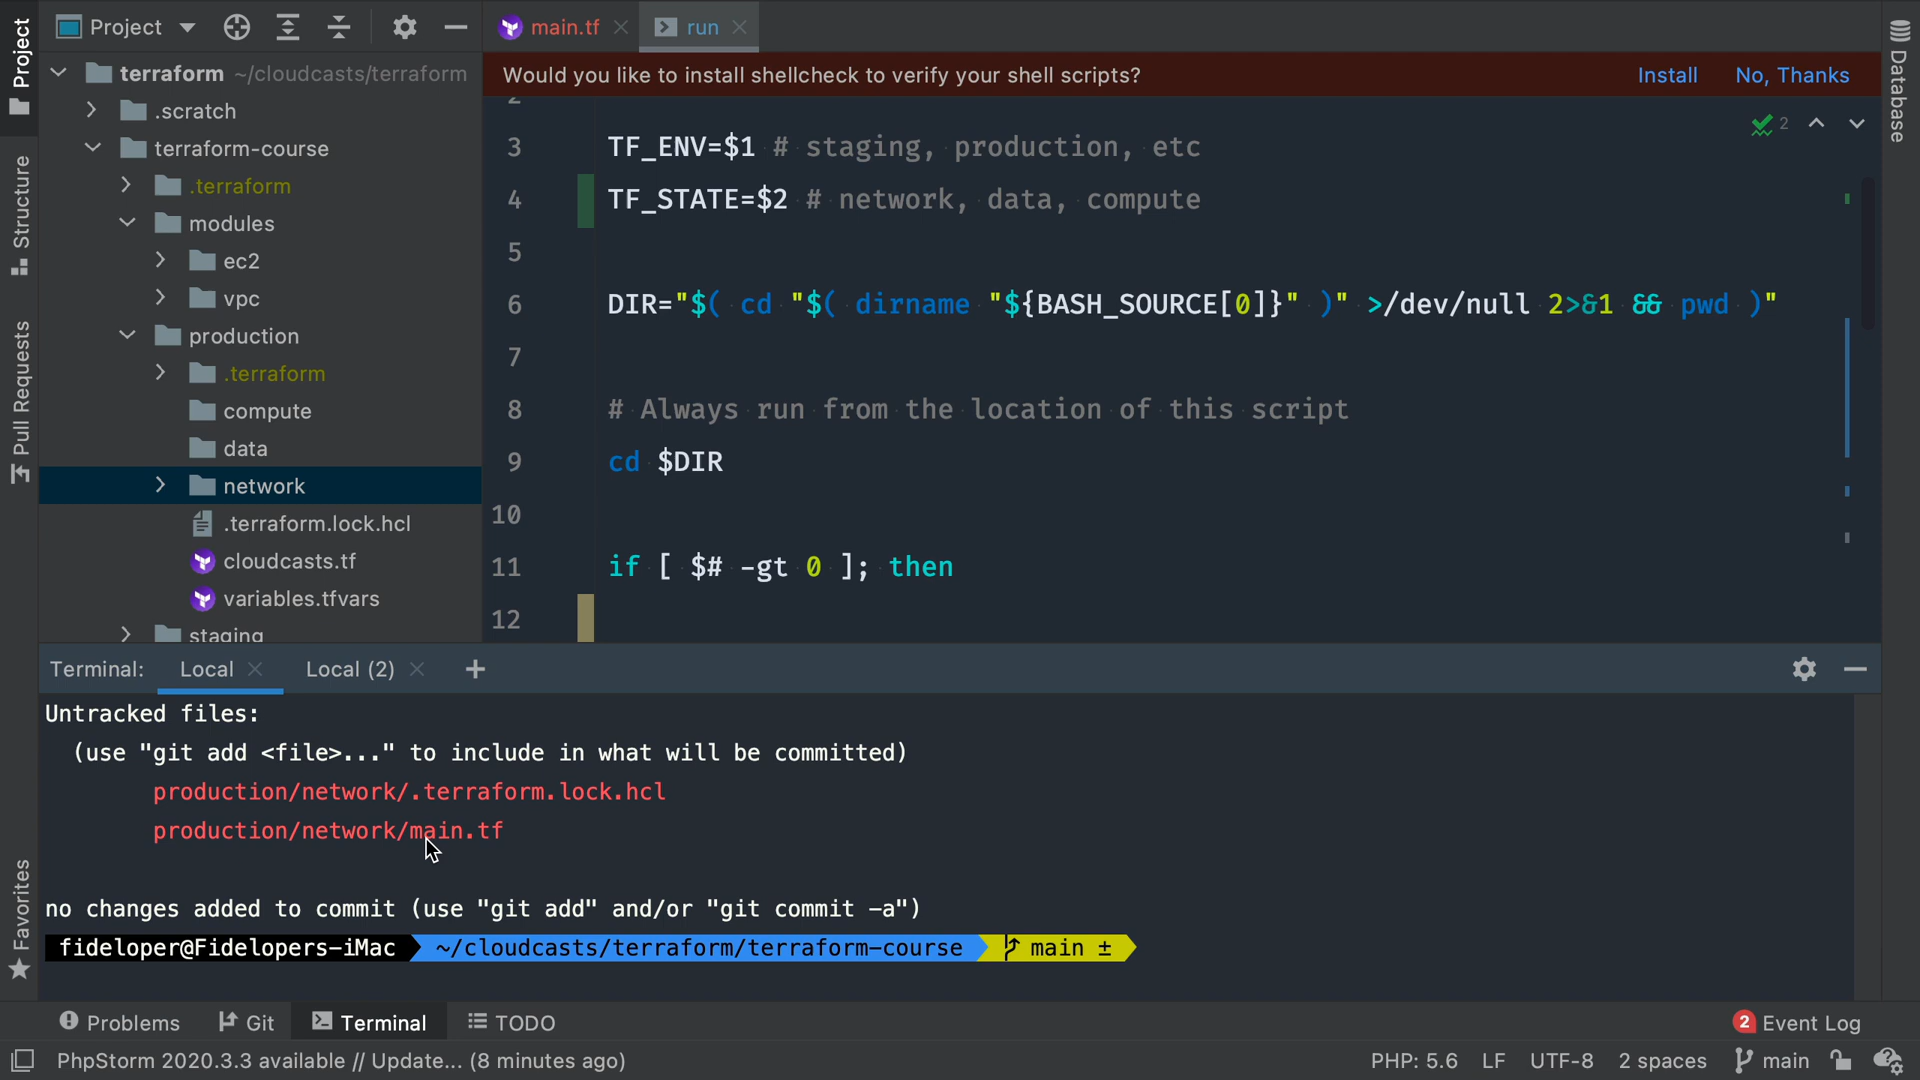 Project
main.tf
run
Project
terraform ~/cloudcasts/terraform
.scratch
terraform-course
.terraform
modules
ec2
vpc
production
.terraform
compute
data
network
.terraform.lock.hcl
cloudcasts.tf
variables.tfvars
staging
Structure
Pull Requests
Favorites
Would you like to install shellcheck to verify your shell scripts? Install No, Thanks
Database
2
2
3 TF_ENV=$1 # staging, production, etc
4 TF_STATE=$2 # network, data, compute
5
6 DIR="$( cd "$( dirname "${BASH_SOURCE[0]}" )" >/dev/null 2>&1 && pwd )"
7
8 # Always run from the location of this script
9 cd $DIR
10
11 if [ $# -gt 0 ]; then
12
Terminal: Local Local (2) +
Untracked files:
(use "git add <file>..." to include in what will be committed)
production/network/.terraform.lock.hcl
production/network/main.tf
no changes added to commit (use "git add" and/or "git commit -a")
fideloper@Fidelopers-iMac ~/cloudcasts/terraform/terraform-course main ±
Problems Git Terminal TODO 2 Event Log
PhpStorm 2020.3.3 available // Update... (8 minutes ago) PHP: 5.6 LF UTF-8 2 spaces main